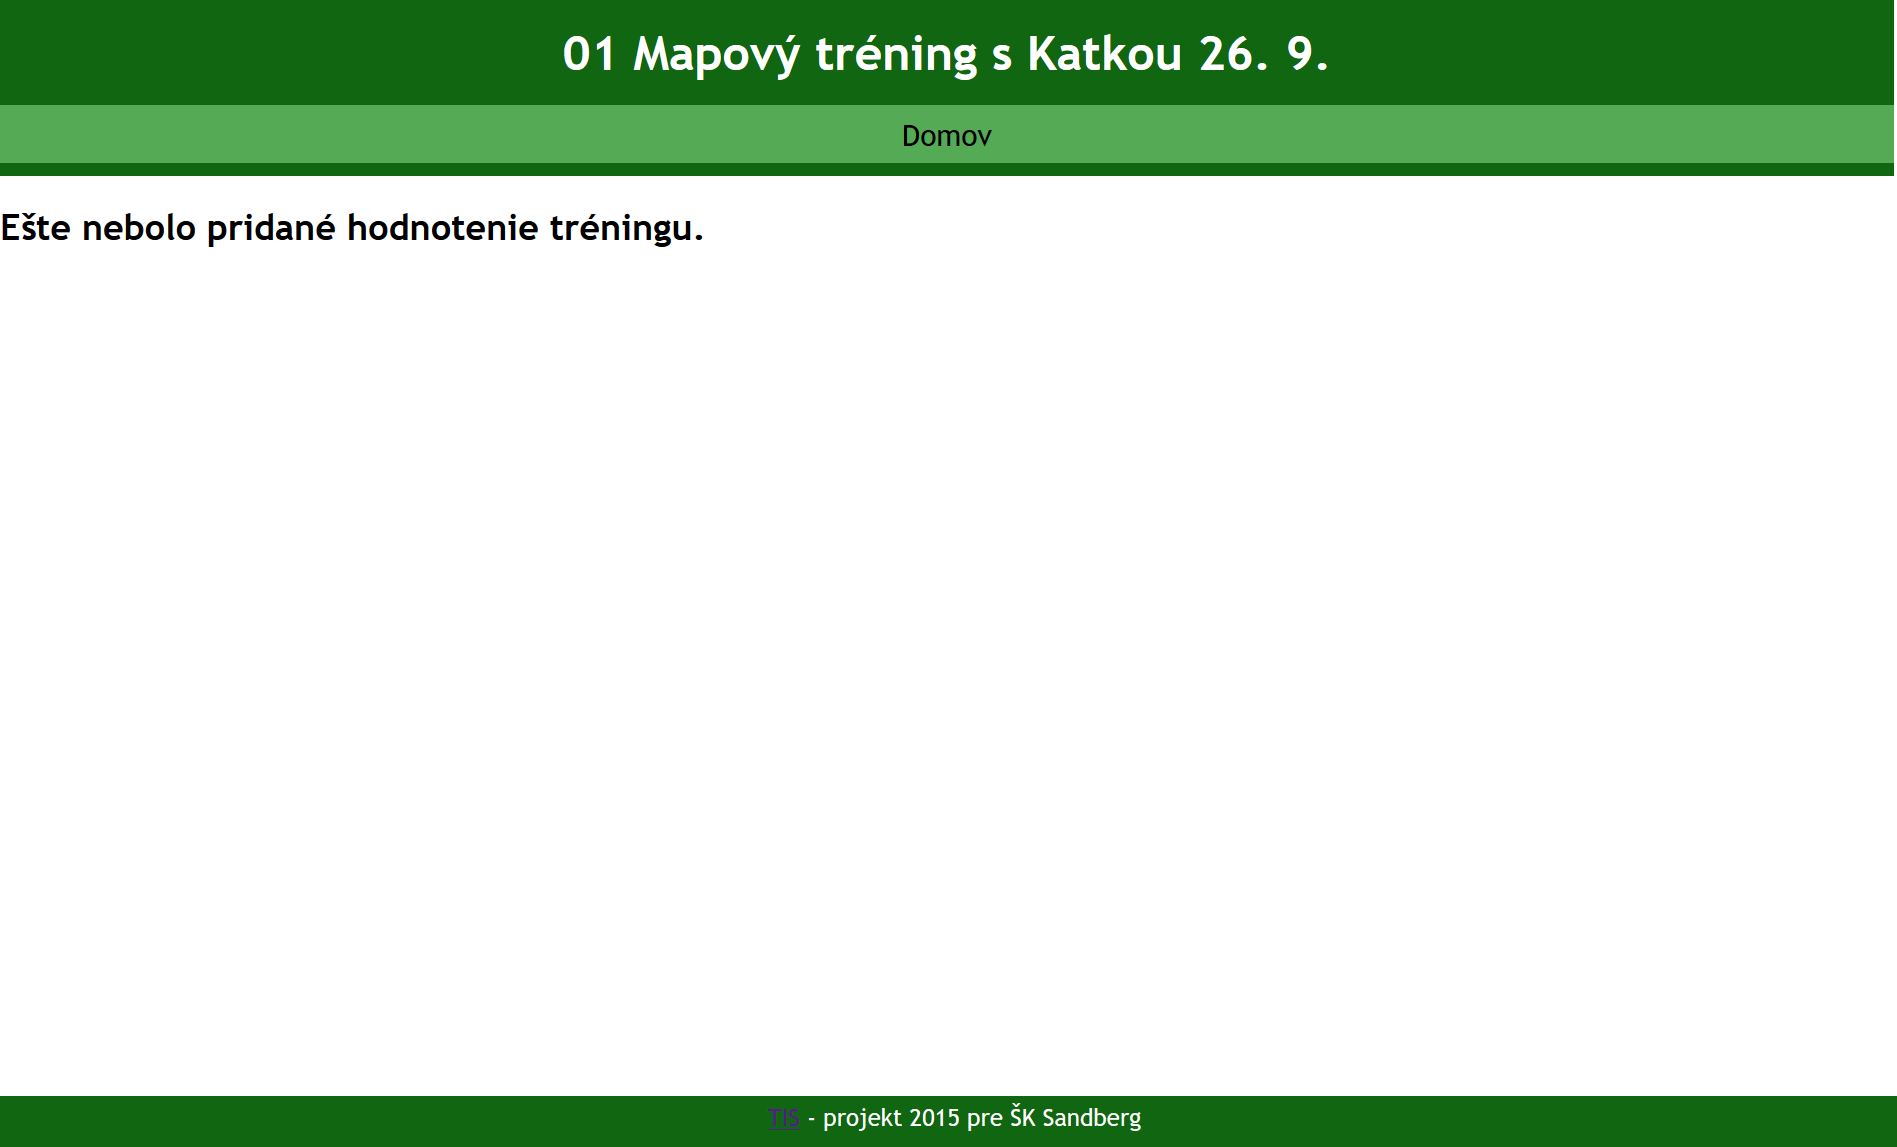 01 Mapový tréning s Katkou 26. 9.
Domov
Ešte nebolo pridané hodnotenie tréningu.
TIS - projekt 2015 pre ŠK Sandberg